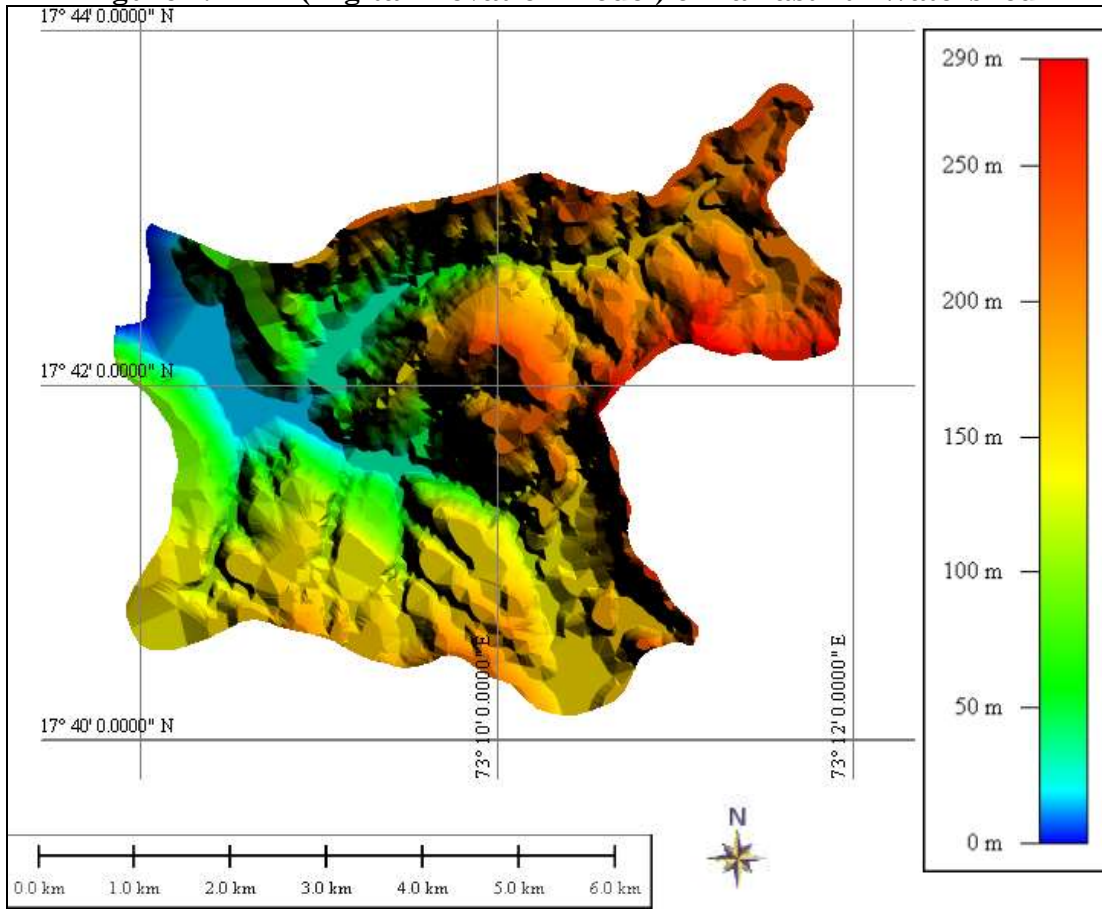 17° 44' 0.0000" N
290 m
250 m
200 m
17° 42' 0.0000" N
150 m
100 m
50 m
0 m
17° 40' 0.0000" N
73° 10' 0.0000" E
73° 12' 0.0000" E
N
0.0 km 1.0 km 2.0 km 3.0 km 4.0 km 5.0 km 6.0 km